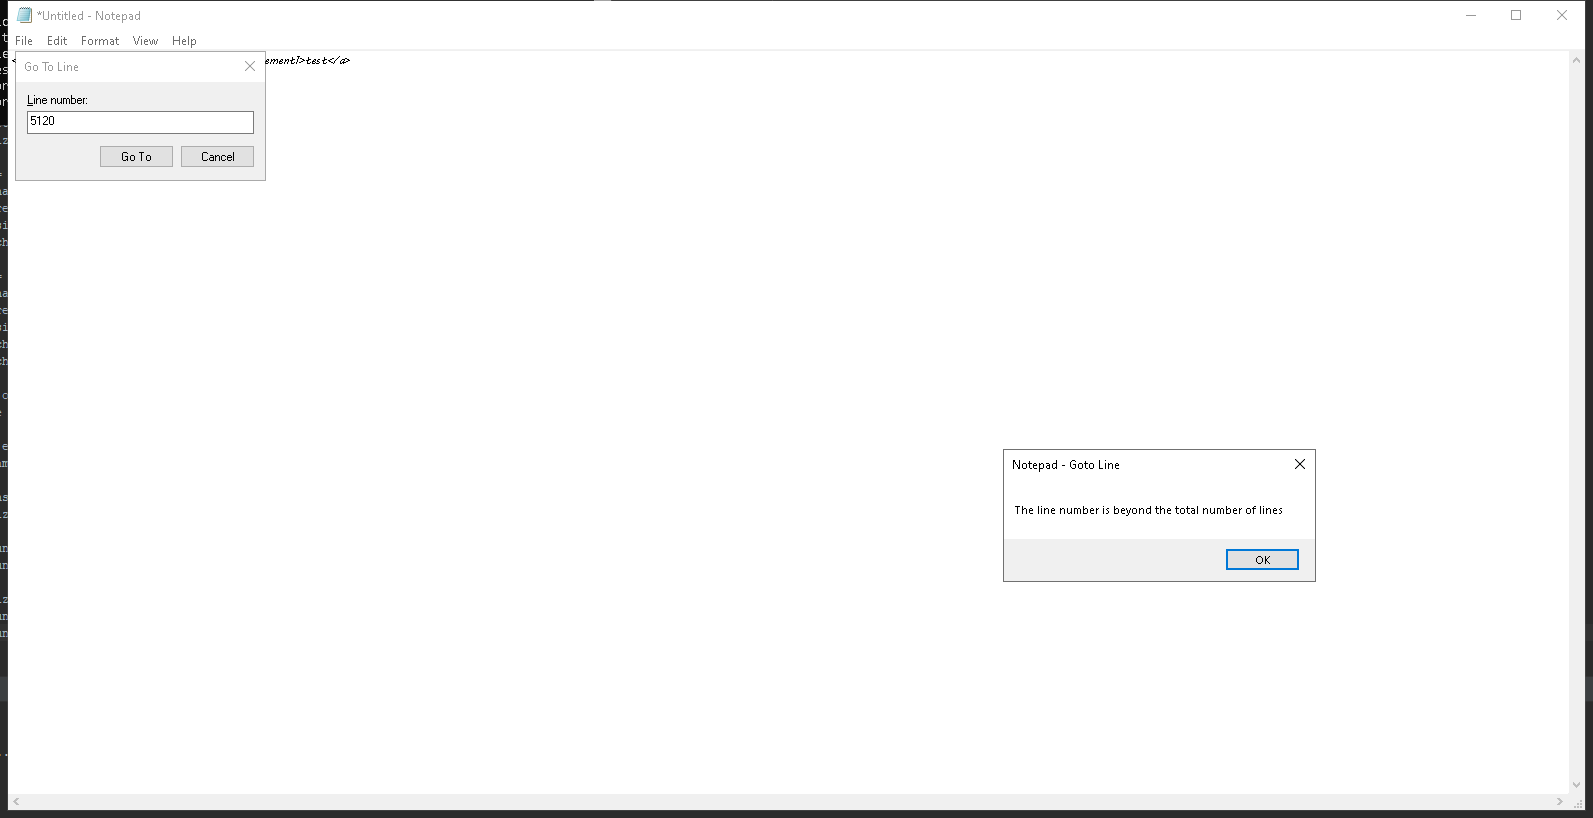 *Untitled - Notepad
File Edit Format View Help
ement1>test</a>
Go To Line
Line number:
5120
Go To Cancel
Notepad - Goto Line
The line number is beyond the total number of lines
OK